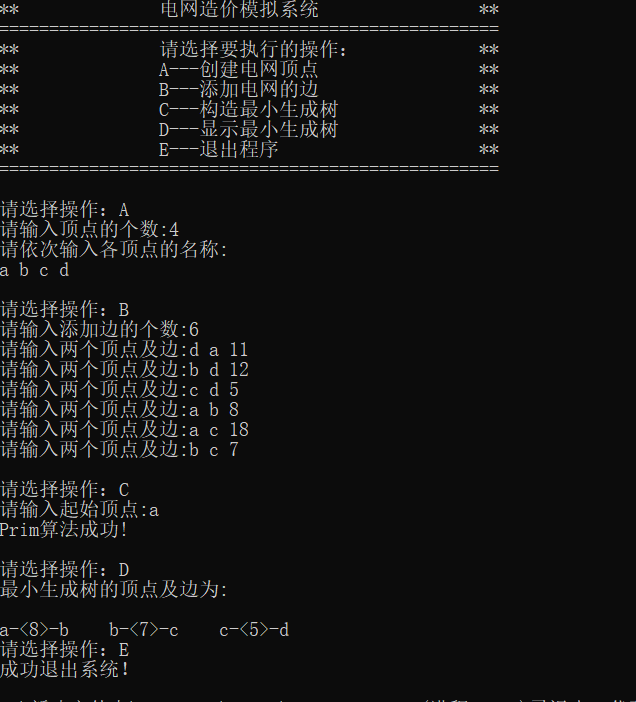 ** 电网造价模拟系统 **
==================================================
** 请选择要执行的操作: **
** A---创建电网顶点 **
** B---添加电网的边 **
** C---构造最小生成树 **
** D---显示最小生成树 **
** E---退出程序 **
==================================================
请选择操作：A
请输入顶点的个数:4
请依次输入各顶点的名称:
a b c d
请选择操作：B
请输入添加边的个数:6
请输入两个顶点及边:d a 11
请输入两个顶点及边:b d 12
请输入两个顶点及边:c d 5
请输入两个顶点及边:a b 8
请输入两个顶点及边:a c 18
请输入两个顶点及边:b c 7
请选择操作：C
请输入起始顶点:a
Prim算法成功!
请选择操作：D
最小生成树的顶点及边为:
a-<8>-b b-<7>-c c-<5>-d
请选择操作：E
成功退出系统！